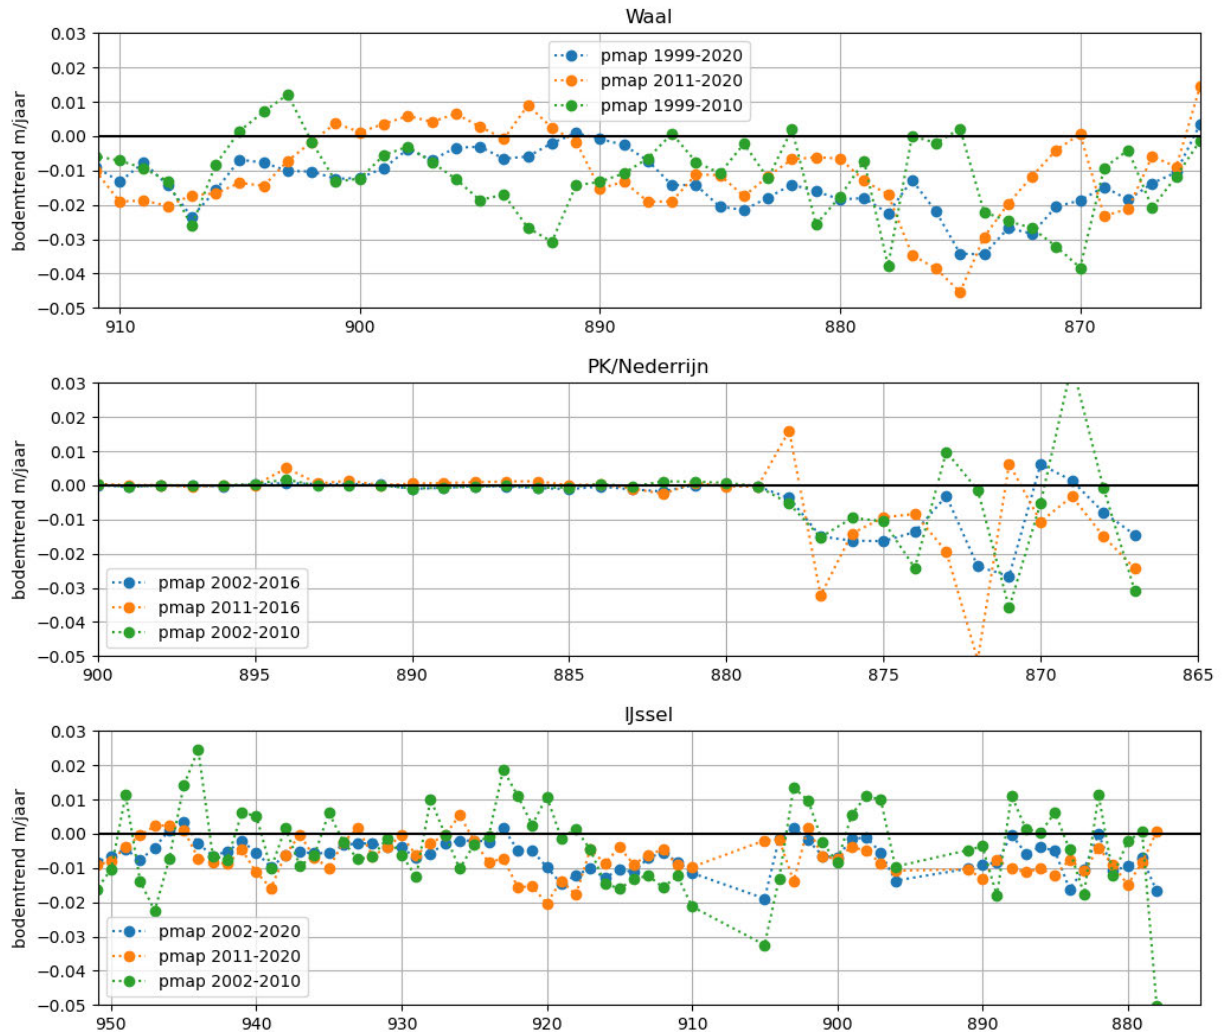 Waal
0.03
0.02
0.01
0.00
−0.01
−0.02
−0.03
−0.04
−0.05
bodemtrend m/jaar
pmap 1999-2020
pmap 2011-2020
pmap 1999-2010
910 900 890 880 870
PK/Nederrijn
0.03
0.02
0.01
0.00
−0.01
−0.02
−0.03
−0.04
−0.05
bodemtrend m/jaar
pmap 2002-2016
pmap 2011-2016
pmap 2002-2010
900 895 890 885 880 875 870 865
IJssel
0.03
0.02
0.01
0.00
−0.01
−0.02
−0.03
−0.04
−0.05
bodemtrend m/jaar
pmap 2002-2020
pmap 2011-2020
pmap 2002-2010
950 940 930 920 910 900 890 880